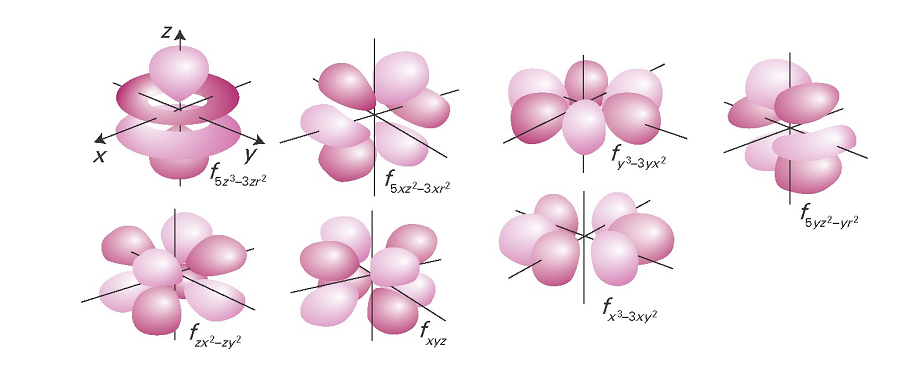 z
x
y
f5z³–3zr²
f5xz²–3xr²
fy³–3yx²
f5yz²–yr²
fzx²–zy²
fxyz
fx³–3xy²